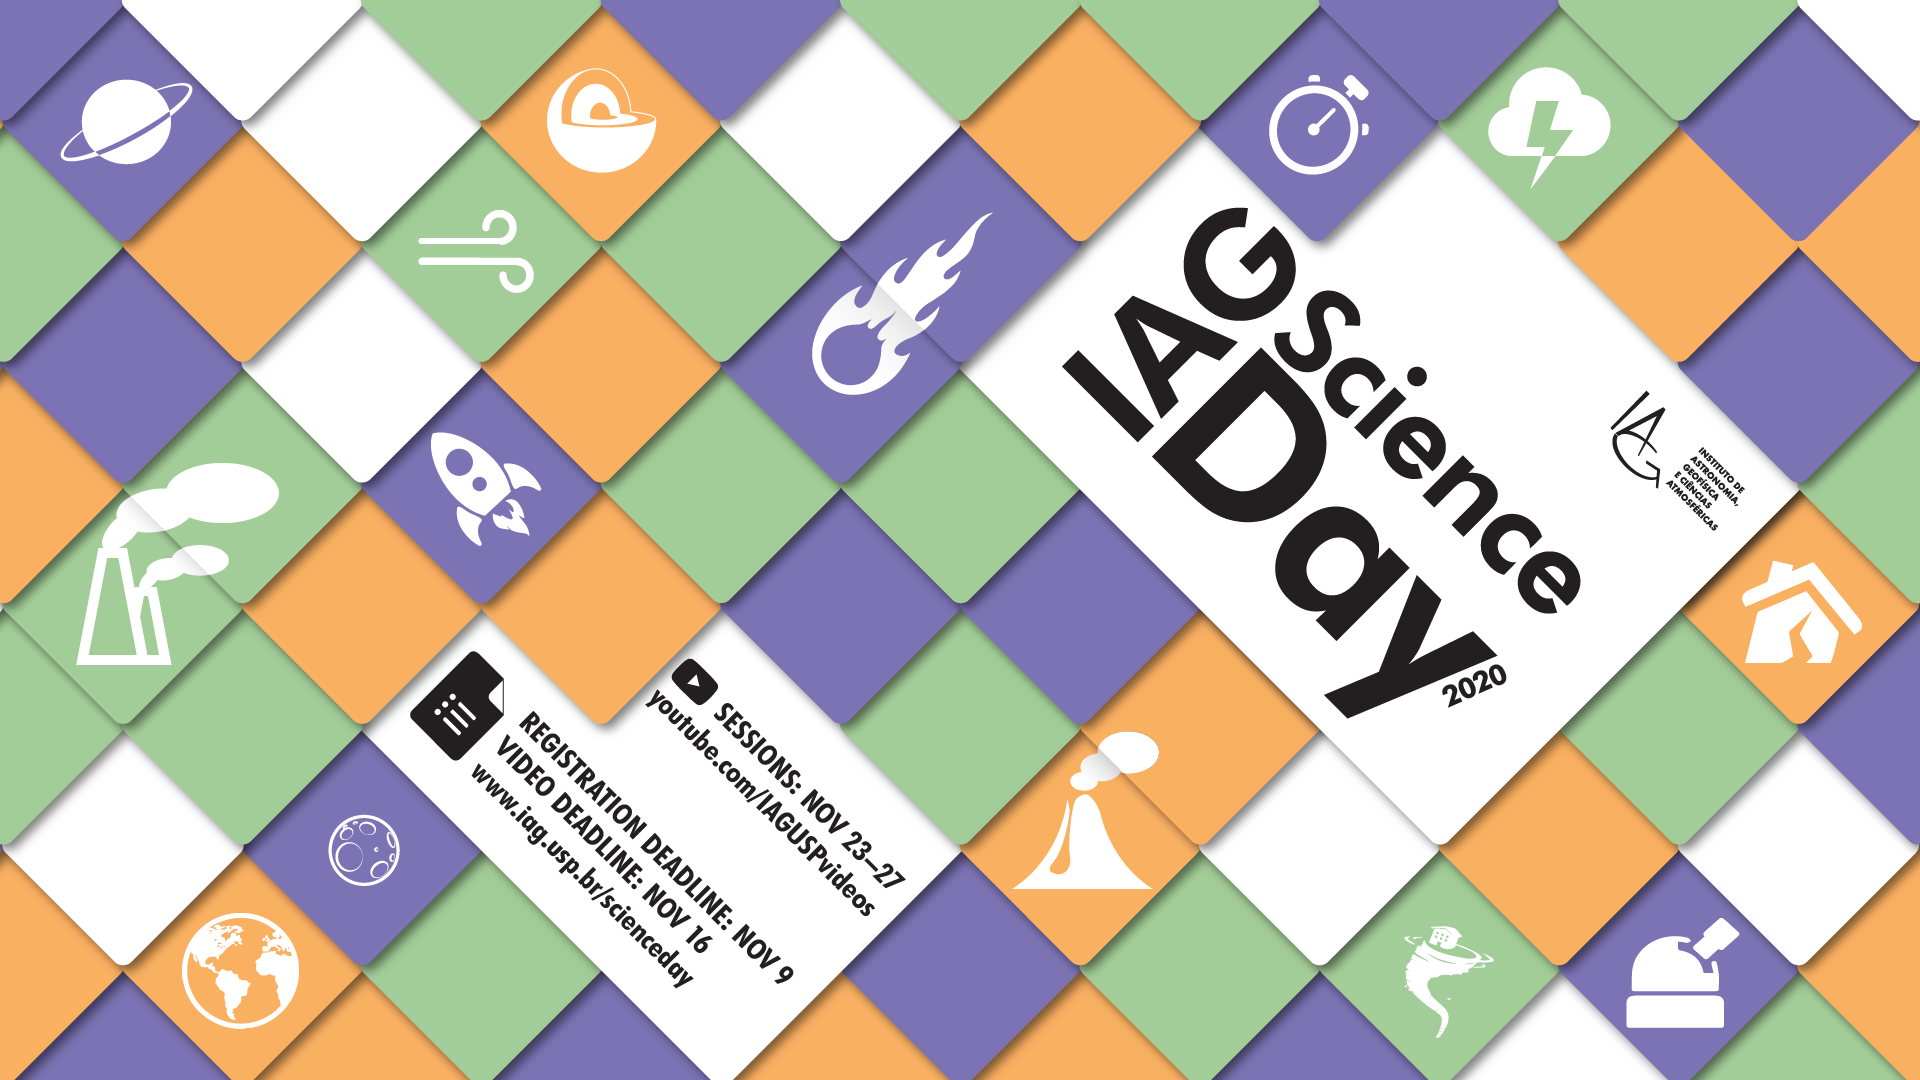 IAG Science
Day
2020
IAG
INSTITUTO DE
ASTRONOMIA,
GEOFÍSICA
E CIÊNCIAS
ATMOSFÉRICAS
SESSIONS: NOV 23–27
youtube.com/IAGUSPvideos
REGISTRATION DEADLINE: NOV 9
VIDEO DEADLINE: NOV 16
www.iag.usp.br/scienceday